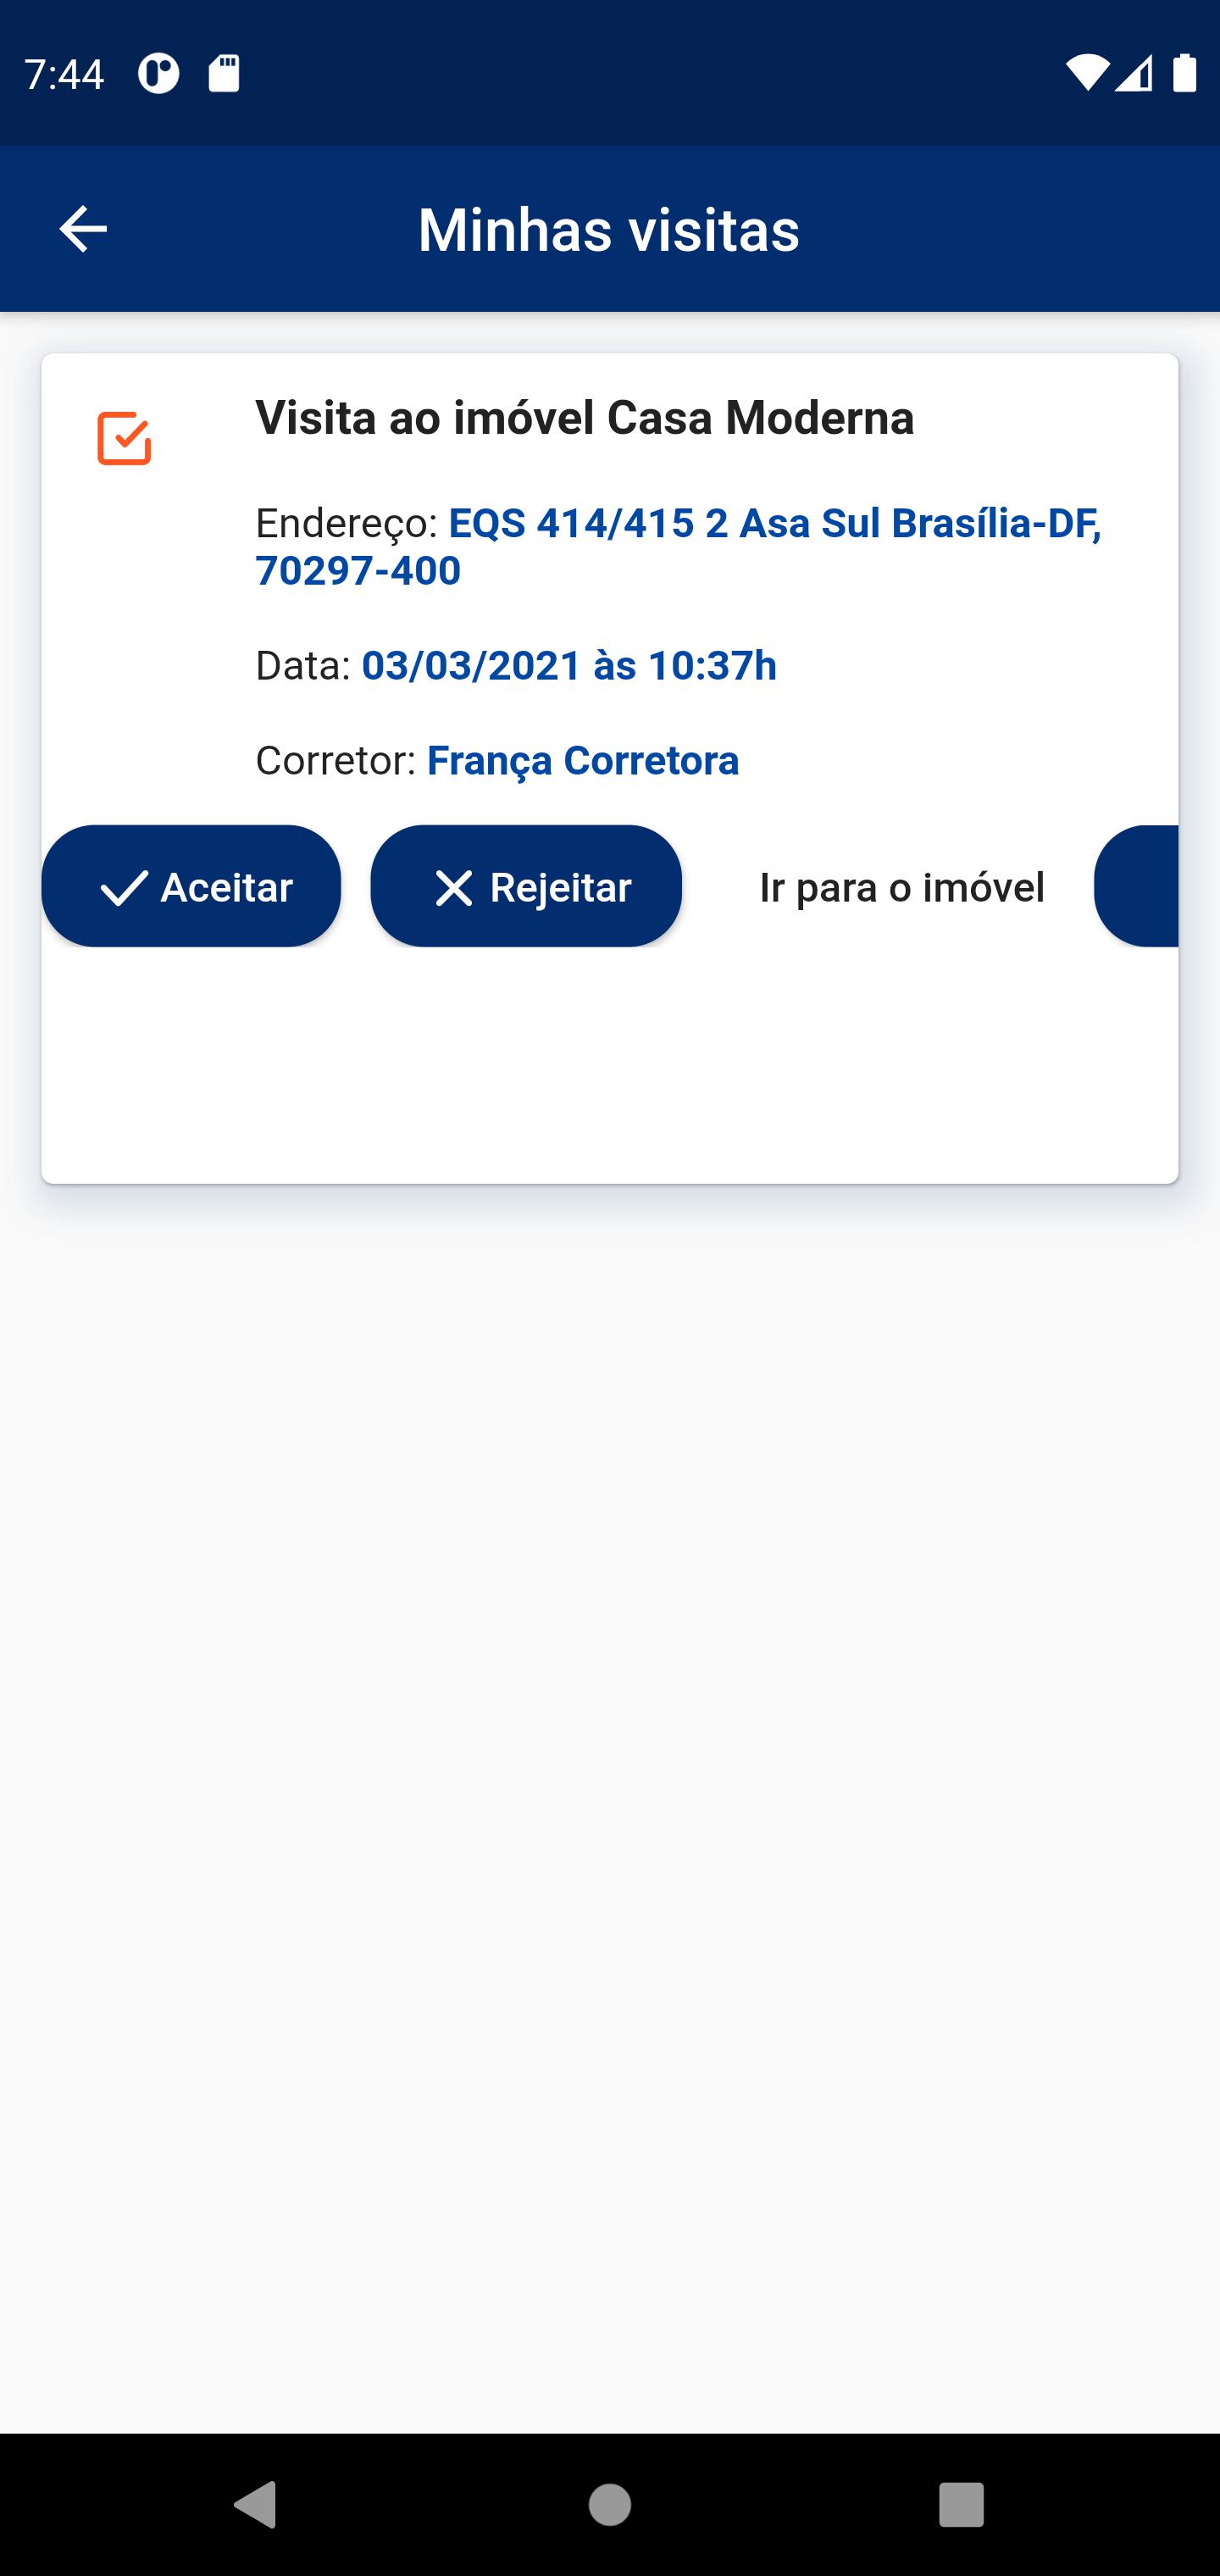 7:44
Minhas visitas
Visita ao imóvel Casa Moderna
Endereço: EQS 414/415 2 Asa Sul Brasília-DF,
70297-400
Data: 03/03/2021 às 10:37h
Corretor: França Corretora
Aceitar Rejeitar Ir para o imóvel